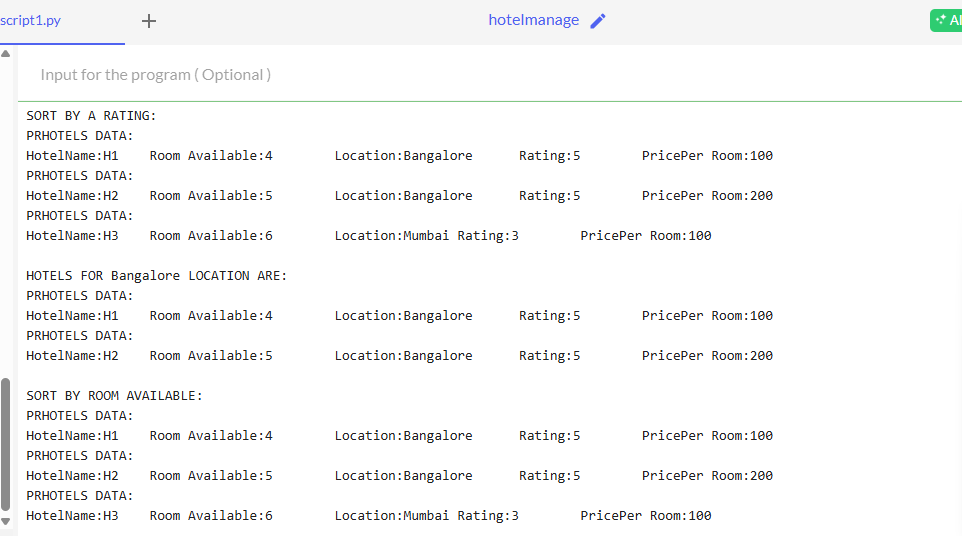 script1.py + hotelmanage AI
Input for the program ( Optional )
SORT BY A RATING:
PRHOTELS DATA:
HotelName:H1 Room Available:4 Location:Bangalore Rating:5 PricePer Room:100
PRHOTELS DATA:
HotelName:H2 Room Available:5 Location:Bangalore Rating:5 PricePer Room:200
PRHOTELS DATA:
HotelName:H3 Room Available:6 Location:Mumbai Rating:3 PricePer Room:100
HOTELS FOR Bangalore LOCATION ARE:
PRHOTELS DATA:
HotelName:H1 Room Available:4 Location:Bangalore Rating:5 PricePer Room:100
PRHOTELS DATA:
HotelName:H2 Room Available:5 Location:Bangalore Rating:5 PricePer Room:200
SORT BY ROOM AVAILABLE:
PRHOTELS DATA:
HotelName:H1 Room Available:4 Location:Bangalore Rating:5 PricePer Room:100
PRHOTELS DATA:
HotelName:H2 Room Available:5 Location:Bangalore Rating:5 PricePer Room:200
PRHOTELS DATA:
HotelName:H3 Room Available:6 Location:Mumbai Rating:3 PricePer Room:100